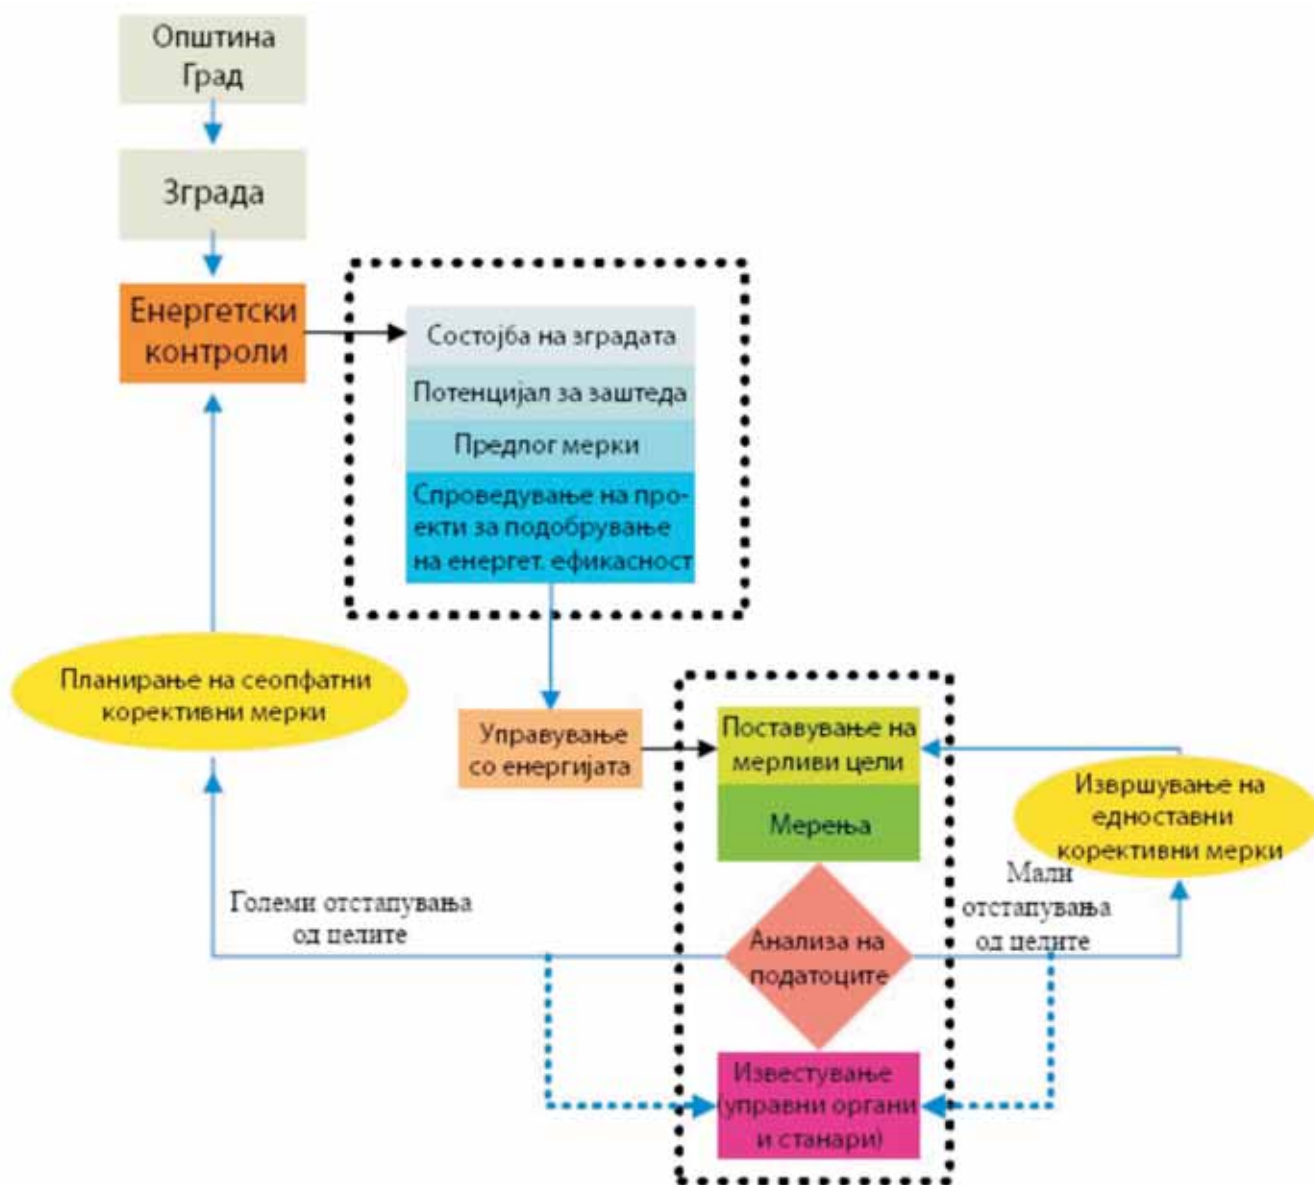 Општина
Град
Зграда
Енергетски
контроли
Состојба на зградата
Потенцијал за заштеда
Предлог мерки
Спроведување на про-
екти за подобрување
на енергет. ефикасност
Планирање на сеопфатни
корективни мерки
Управување
со енергијата
Поставување на
мерливи цели
Мерења
Извршување на
едноставни
корективни мерки
Големи отстапувања
од целите
Анализа на
податоците
Мали
отстапувања
од целите
Известување
(управни органи
и станари)